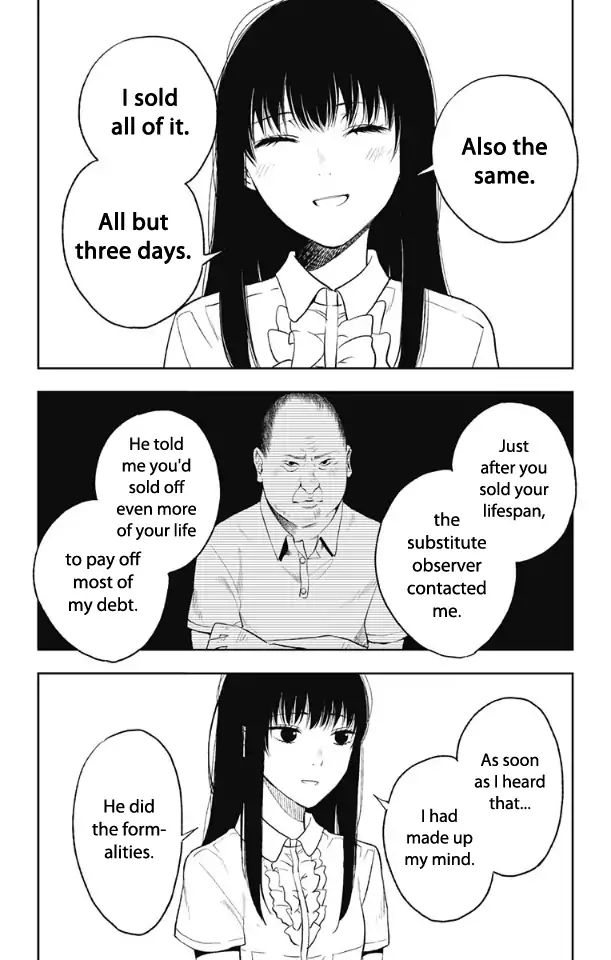 Also the
same.
I sold
all of it.
All but
three days.
Just
after you
sold your
lifespan,
the
substitute
observer
contacted
me.
He told
me you'd
sold off
even more
of your life
to pay off
most of
my debt.
As soon
as I heard
that...
I had
made up
my mind.
He did
the form-
alities.